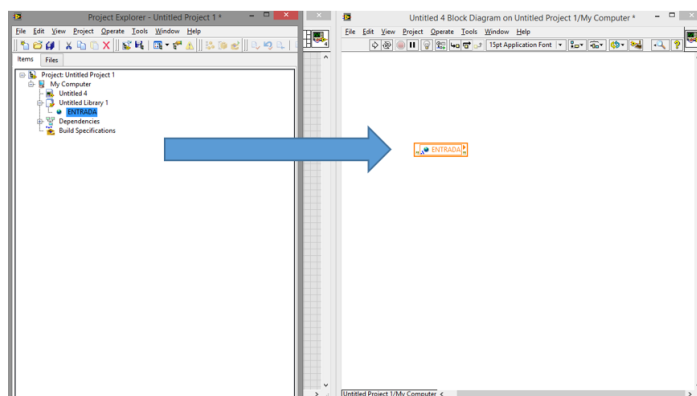 Project Explorer - Untitled Project 1 *
File Edit View Project Operate Tools Window Help
Items Files
Project: Untitled Project 1
My Computer
Untitled 4
Untitled Library 1
ENTRADA
Dependencies
Build Specifications
Untitled 4 Block Diagram on Untitled Project 1/My Computer *
File Edit View Project Operate Tools Window Help
15pt Application Font
ENTRADA
Untitled Project 1/My Computer